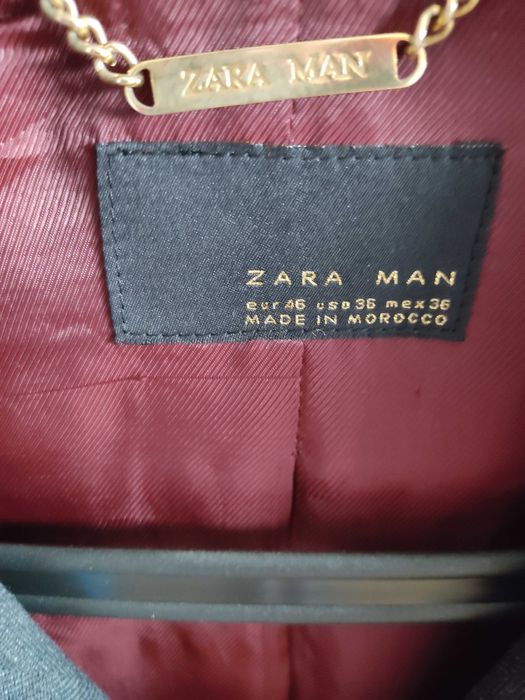 ZARA MAN
ZARA MAN
eur 46 usa 36 mex 36
MADE IN MOROCCO